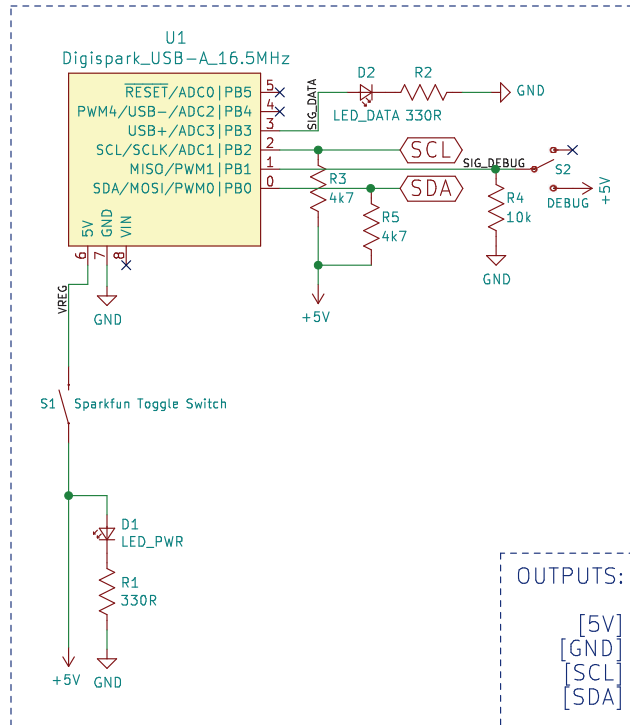 U1
Digispark_USB-A_16.5MHz
RESET/ADC0|PB5 5
PWM4/USB-/ADC2|PB4 4
USB+/ADC3|PB3 3
SCL/SCLK/ADC1|PB2 2
MISO/PWM1|PB1 1
SDA/MOSI/PWM0|PB0 0
5V
GND
VIN
6
7
8
SIG_DATA
D2
LED_DATA
R2
330R
GND
SCL
SDA
SIG_DEBUG
S2
DEBUG
+5V
R3
4k7
R5
4k7
R4
10k
GND
+5V
VREG
GND
S1
Sparkfun Toggle Switch
D1
LED_PWR
R1
330R
+5V
GND
OUTPUTS:
[5V]
[GND]
[SCL]
[SDA]